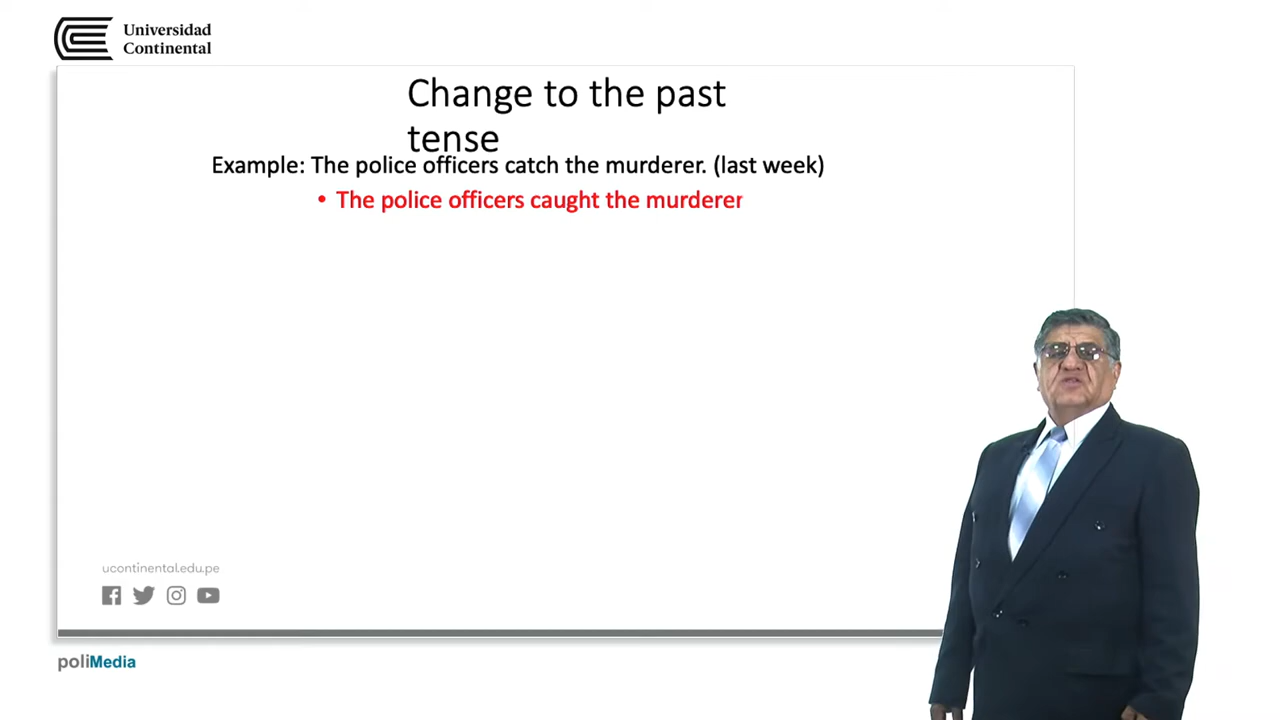 Universidad
Continental
Change to the past
tense
Example: The police officers catch the murderer. (last week)
• The police officers caught the murderer
ucontinental.edu.pe
poliMedia